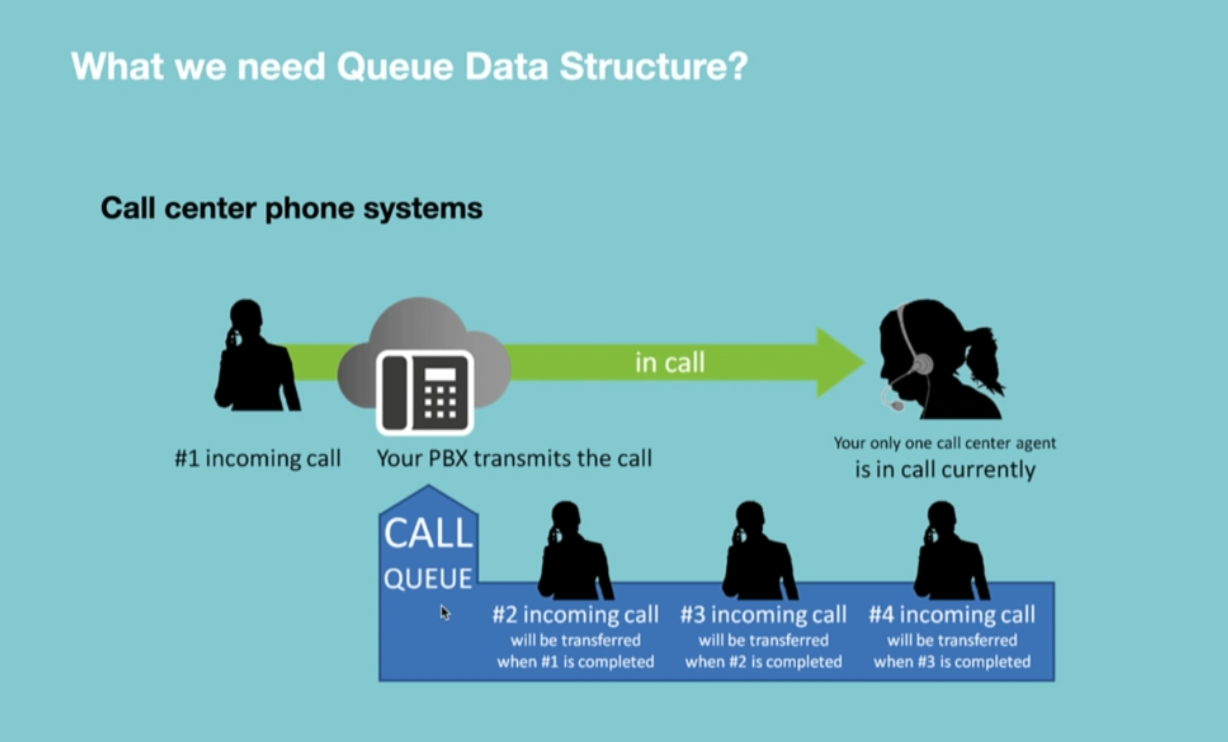 What we need Queue Data Structure?
Call center phone systems
in call
#1 incoming call
Your PBX transmits the call
Your only one call center agent
is in call currently
CALL
QUEUE
#2 incoming call
will be transferred
when #1 is completed
#3 incoming call
will be transferred
when #2 is completed
#4 incoming call
will be transferred
when #3 is completed